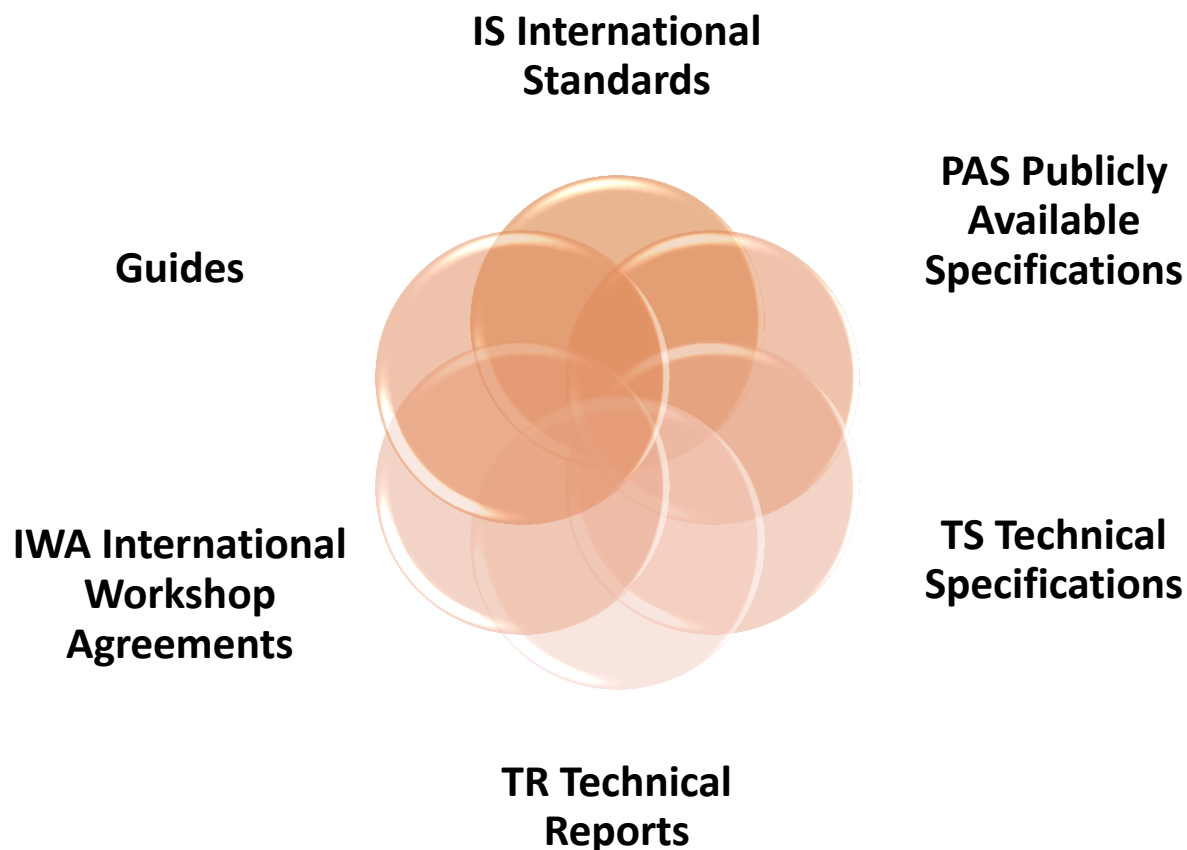 IS International
Standards
PAS Publicly
Available
Specifications
Guides
TS Technical
Specifications
IWA International
Workshop
Agreements
TR Technical
Reports